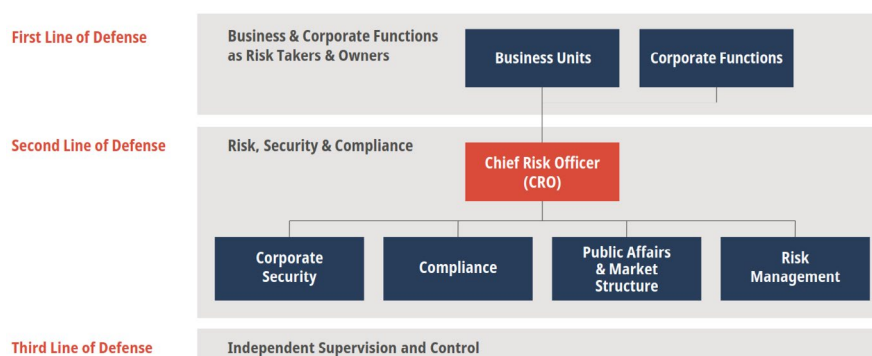 First Line of Defense
Business & Corporate Functions
as Risk Takers & Owners
Business Units
Corporate Functions
Second Line of Defense
Risk, Security & Compliance
Chief Risk Officer
(CRO)
Corporate
Security
Compliance
Public Affairs
& Market
Structure
Risk
Management
Third Line of Defense
Independent Supervision and Control